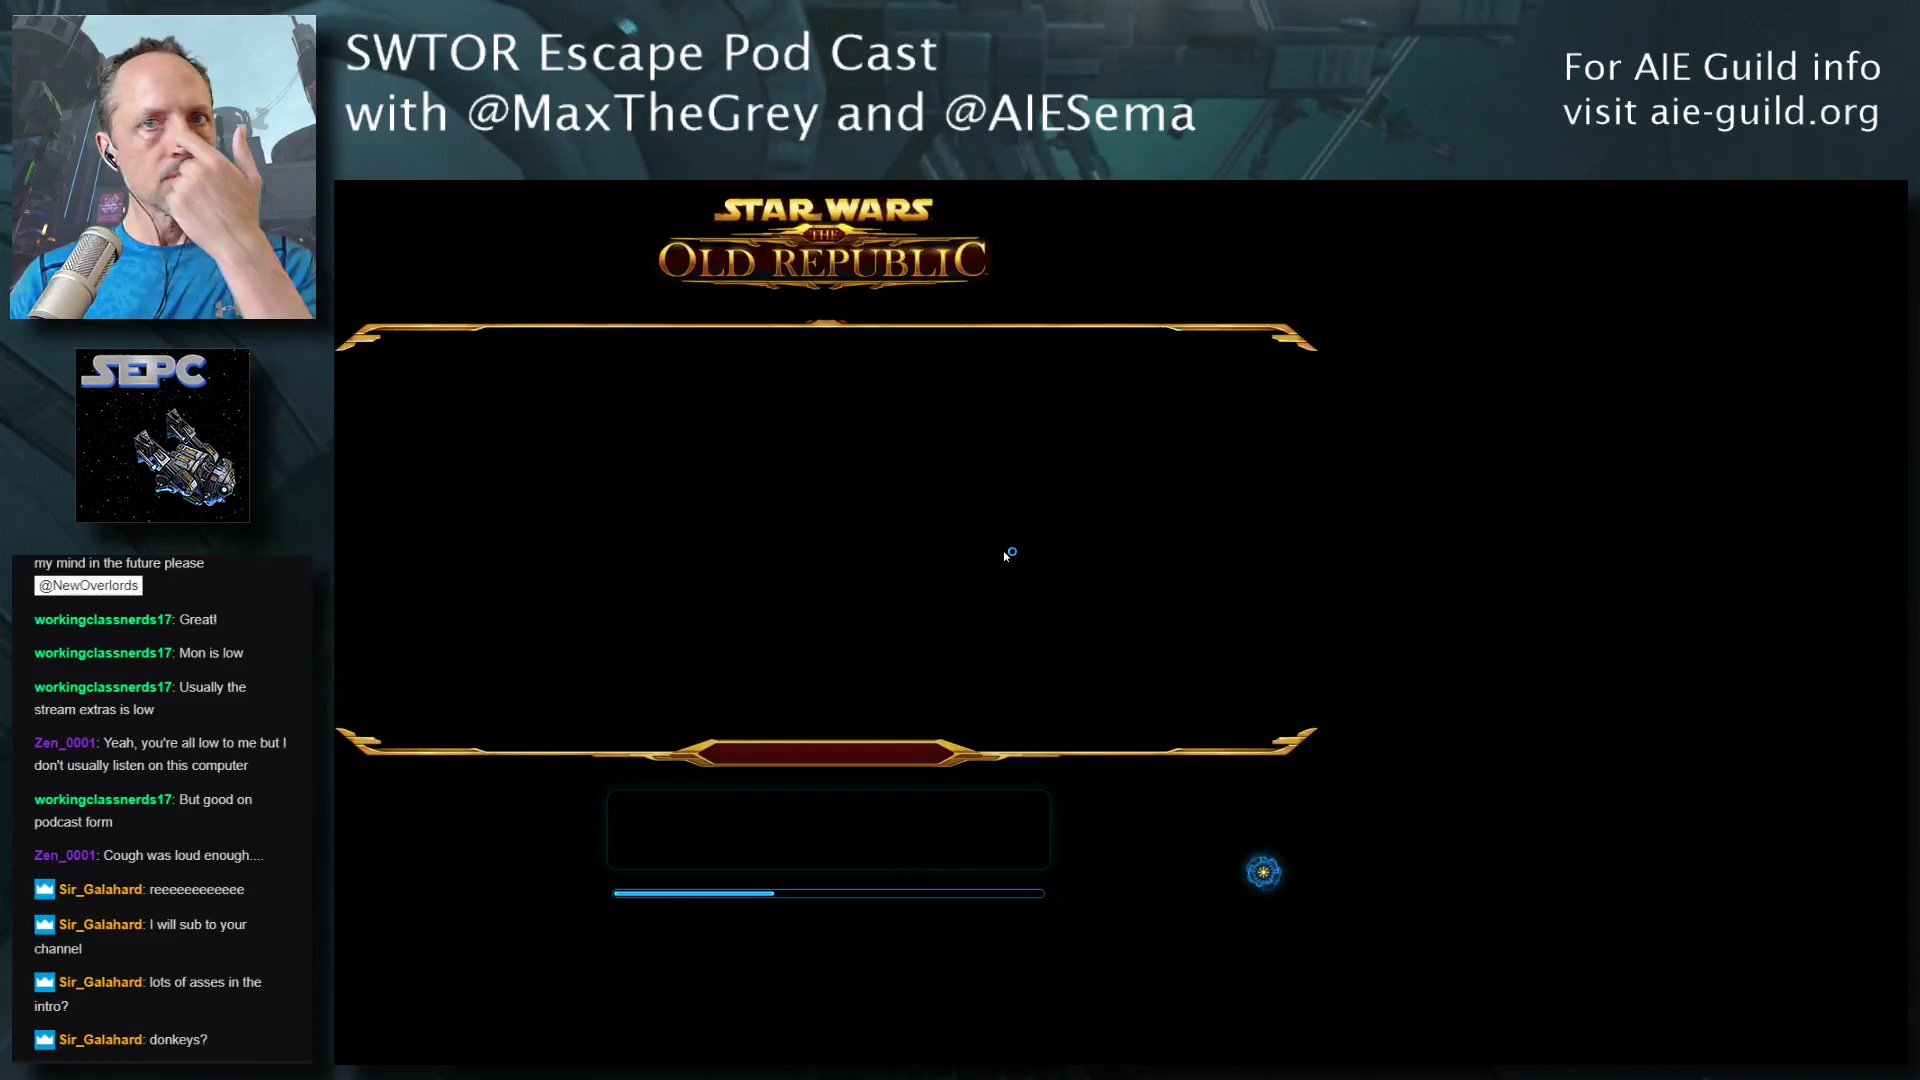 SWTOR Escape Pod Cast
with @MaxTheGrey and @AIESema
For AIE Guild info
visit aie-guild.org
STAR WARS
THE
OLD REPUBLIC
SEPC
my mind in the future please
@NewOverlords
workingclassnerds17: Great!
workingclassnerds17: Mon is low
workingclassnerds17: Usually the
stream extras is low
Zen_0001: Yeah, you're all low to me but I
don't usually listen on this computer
workingclassnerds17: But good on
podcast form
Zen_0001: Cough was loud enough....
Sir_Galahard: reeeeeeeeeeee
Sir_Galahard: I will sub to your
channel
Sir_Galahard: lots of asses in the
intro?
Sir_Galahard: donkeys?